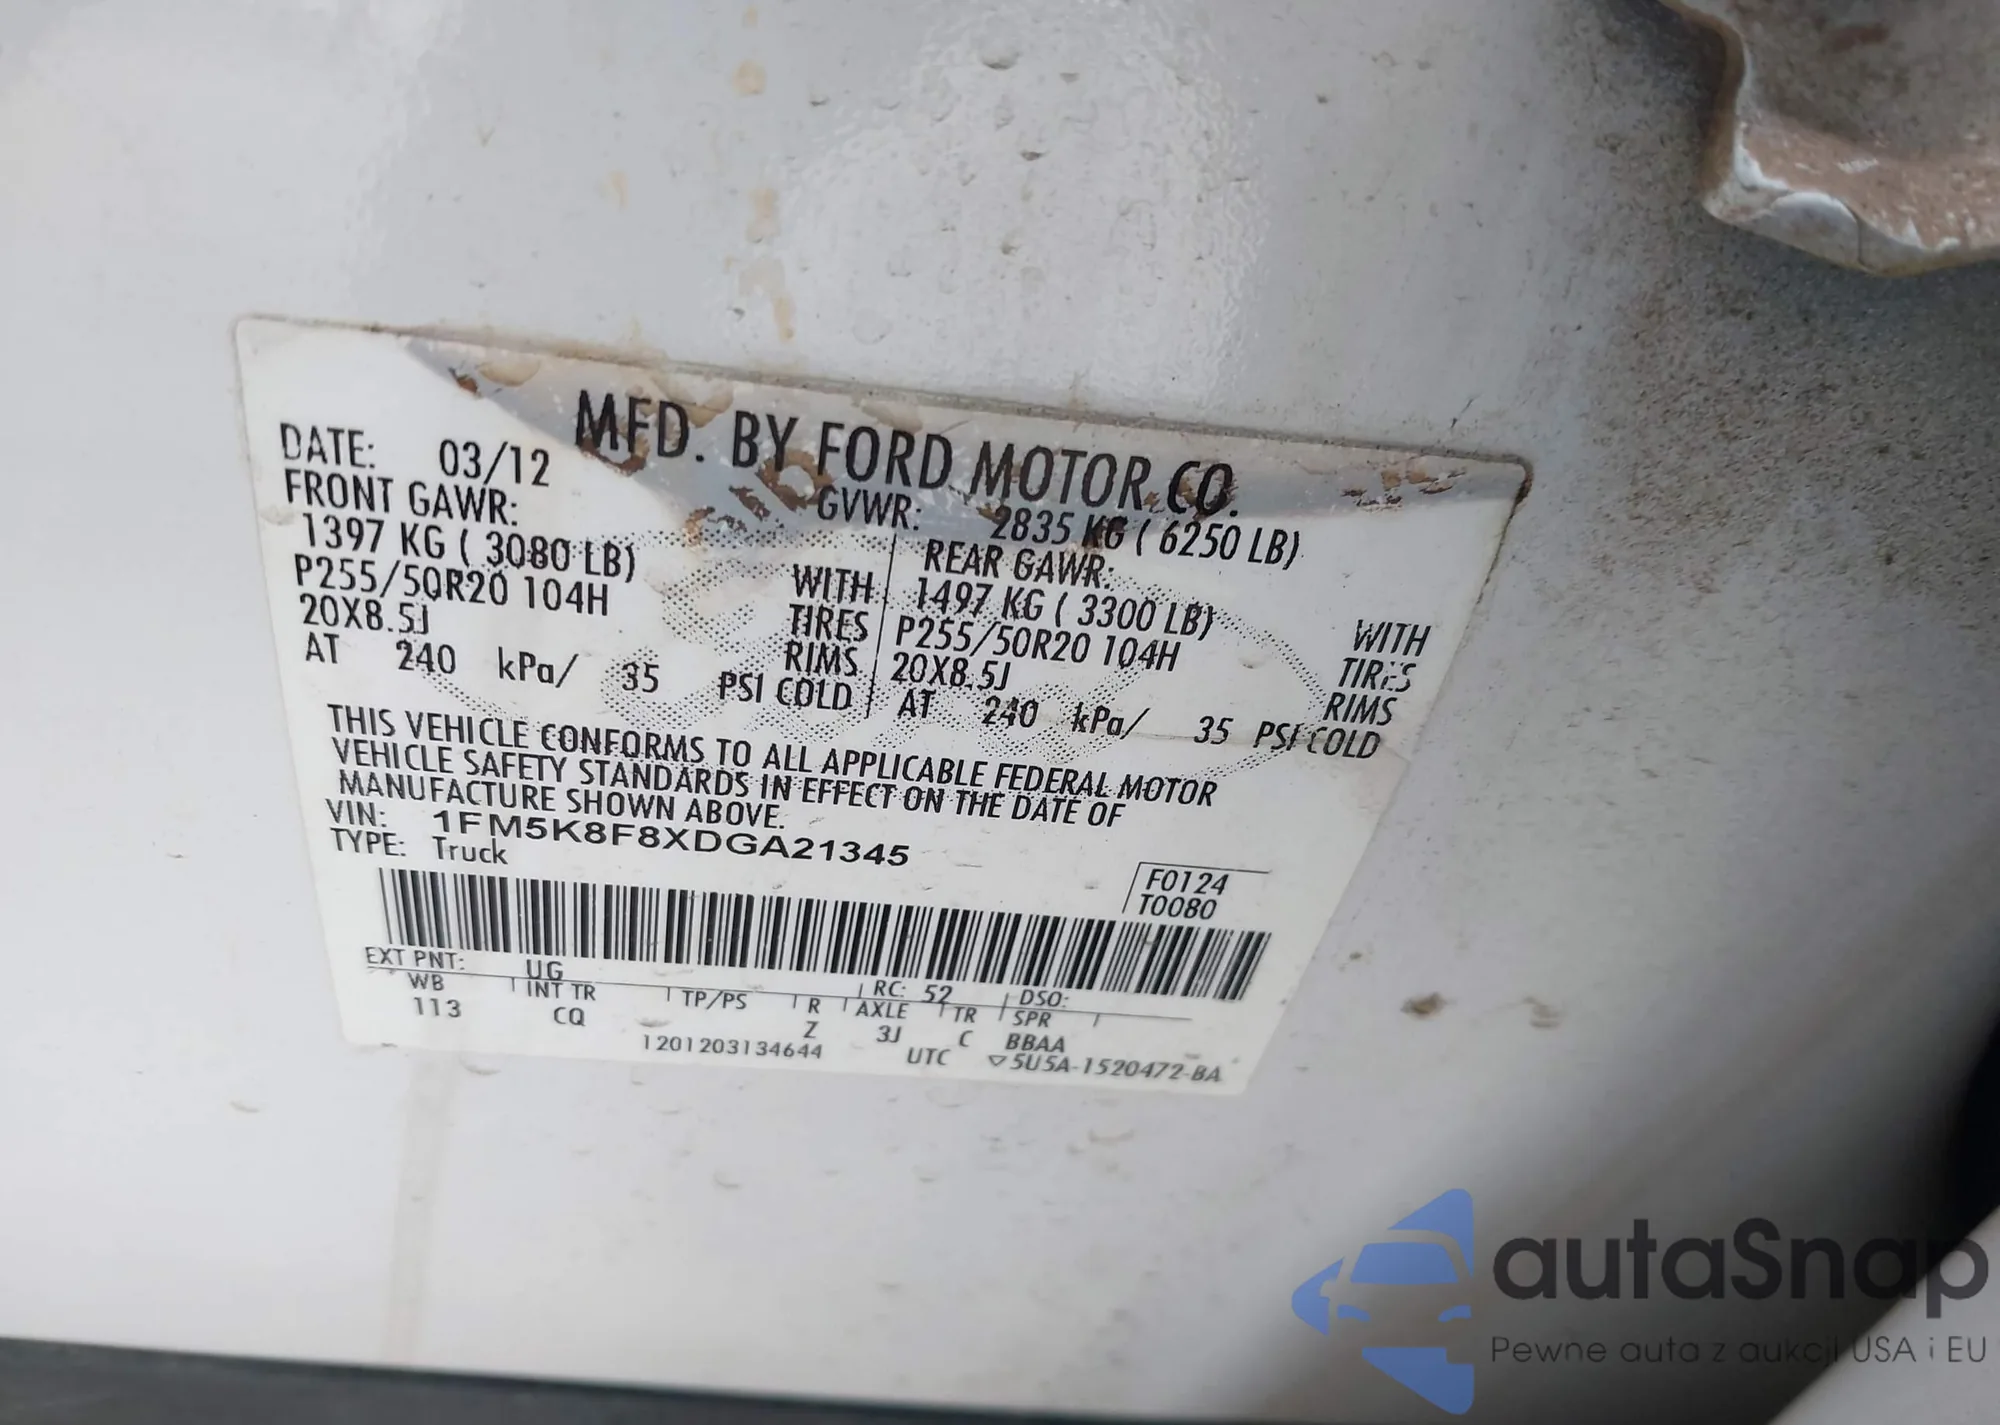 MFD. BY FORD MOTOR CO.
DATE: 03/12 GVWR: 2835 KG ( 6250 LB)
FRONT GAWR: REAR GAWR:
1397 KG ( 3080 LB) WITH 1497 KG ( 3300 LB) WITH
P255/50R20 104H TIRES P255/50R20 104H TIRES
20X8.5J RIMS 20X8.5J RIMS
AT 240 kPa/ 35 PSI COLD AT 240 kPa/ 35 PSI COLD
THIS VEHICLE CONFORMS TO ALL APPLICABLE FEDERAL MOTOR
VEHICLE SAFETY STANDARDS IN EFFECT ON THE DATE OF
MANUFACTURE SHOWN ABOVE.
VIN: 1FM5K8F8XDGA21345
TYPE: Truck
F0124
T0080
EXT PNT: UG RC: 52 DSO:
WB INT TR TP/PS R AXLE TR SPR
113 CQ Z 3J C BBAA
1201203134644 UTC ▽5U5A-1520472-BA
autaSnap
Pewne auta z aukcji USA i EU